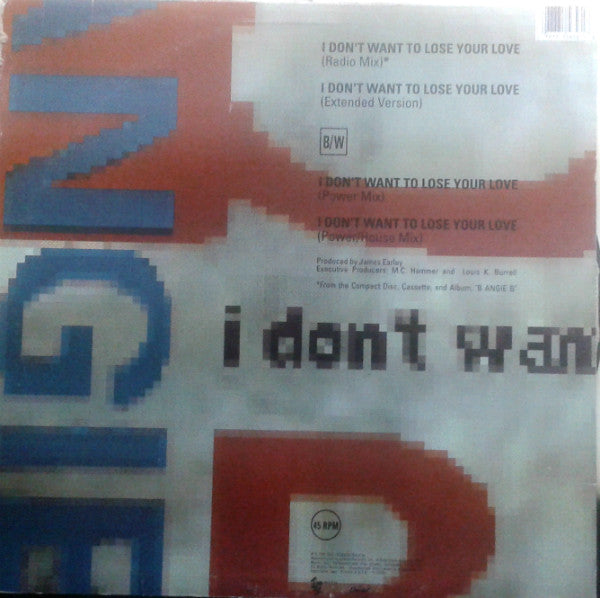 I DON'T WANT TO LOSE YOUR LOVE
(Radio Mix)*
I DON'T WANT TO LOSE YOUR LOVE
(Extended Version)
B/W
I DON'T WANT TO LOSE YOUR LOVE
(Power Mix)
I DON'T WANT TO LOSE YOUR LOVE
(Power/House Mix)
Produced by James Earley
Executive Producers: M.C. Hammer and Louis K. Burrell
*From the Compact Disc, Cassette, and Album, "B ANGIE B"
i dont wan
NGIE
45 RPM